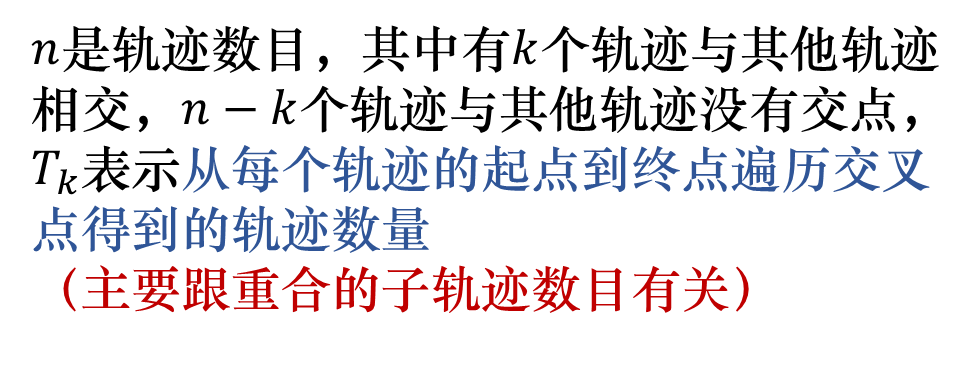 n是轨迹数目，其中有k个轨迹与其他轨迹
相交，n − k个轨迹与其他轨迹没有交点，
Tₖ表示从每个轨迹的起点到终点遍历交叉
点得到的轨迹数量
（主要跟重合的子轨迹数目有关）